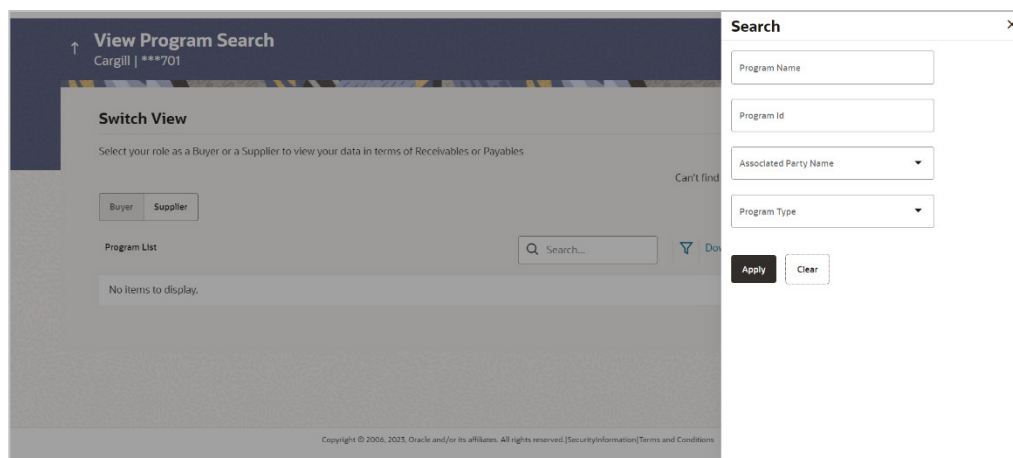 View Program Search
Cargill | ***701
Switch View
Select your role as a Buyer or a Supplier to view your data in terms of Receivables or Payables
Can't find
Buyer Supplier
Program List Search...
No items to display.
Copyright © 2006, 2023, Oracle and/or its affiliates. All rights reserved.|SecurityInformation|Terms and Conditions
Search
Program Name
Program Id
Associated Party Name
Program Type
Apply Clear